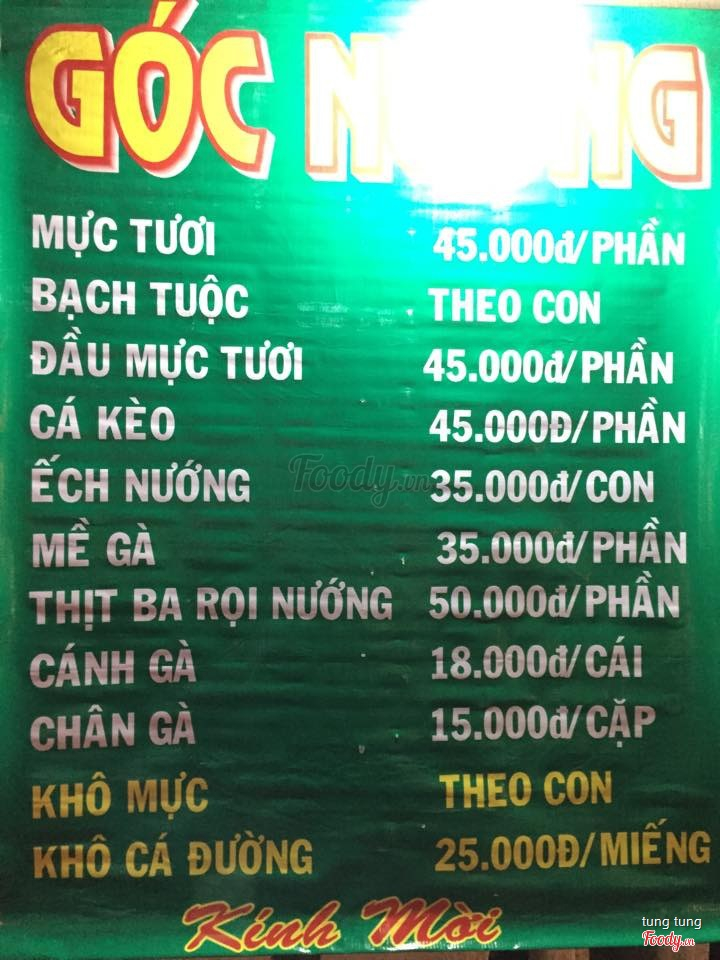 GÓC
MỰC TƯƠI 45.000đ/PHẦN
BẠCH TUỘC THEO CON
ĐẦU MỰC TƯƠI 45.000đ/PHẦN
CÁ KÈO 45.000Đ/PHẦN
ẾCH NƯỚNG 35.000đ/CON
MỀ GÀ 35.000đ/PHẦN
THỊT BA RỌI NƯỚNG 50.000đ/PHẦN
CÁNH GÀ 18.000đ/CÁI
CHÂN GÀ 15.000đ/CẶP
KHÔ MỰC THEO CON
KHÔ CÁ ĐƯỜNG 25.000Đ/MIẾNG
Kính Mời
Foody.vn
tung tung
Foody.vn